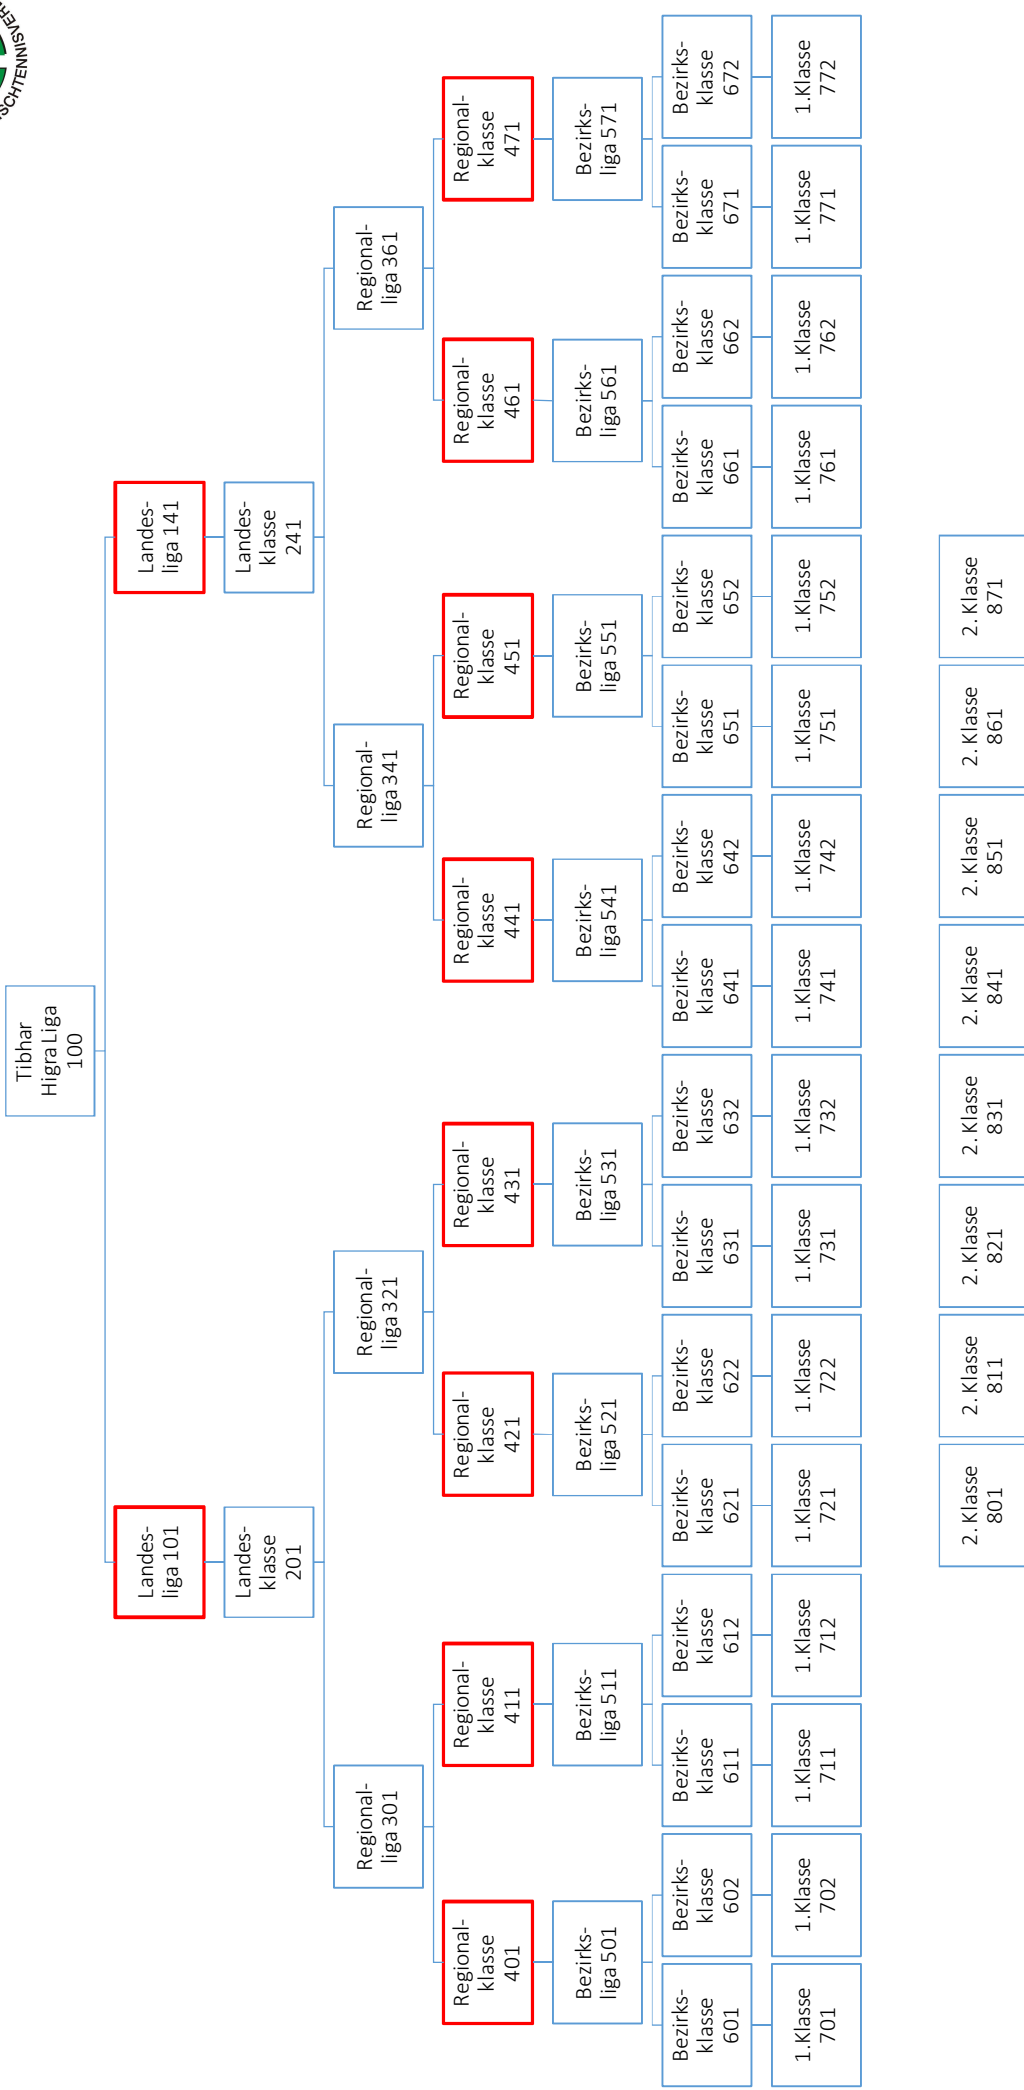 SCHTENNISVER
Tibhar
Higra Liga
100
Landes-
liga 101
Landes-
liga 141
Landes-
klasse
201
Landes-
klasse
241
Regional-
liga 301
Regional-
liga 321
Regional-
liga 341
Regional-
liga 361
Regional-
klasse
401
Regional-
klasse
411
Regional-
klasse
421
Regional-
klasse
431
Regional-
klasse
441
Regional-
klasse
451
Regional-
klasse
461
Regional-
klasse
471
Bezirks-
liga 501
Bezirks-
liga 511
Bezirks-
liga 521
Bezirks-
liga 531
Bezirks-
liga 541
Bezirks-
liga 551
Bezirks-
liga 561
Bezirks-
liga 571
Bezirks-
klasse
601
Bezirks-
klasse
602
Bezirks-
klasse
611
Bezirks-
klasse
612
Bezirks-
klasse
621
Bezirks-
klasse
622
Bezirks-
klasse
631
Bezirks-
klasse
632
Bezirks-
klasse
641
Bezirks-
klasse
642
Bezirks-
klasse
651
Bezirks-
klasse
652
Bezirks-
klasse
661
Bezirks-
klasse
662
Bezirks-
klasse
671
Bezirks-
klasse
672
1.Klasse
701
1.Klasse
702
1.Klasse
711
1.Klasse
712
1.Klasse
721
1.Klasse
722
1.Klasse
731
1.Klasse
732
1.Klasse
741
1.Klasse
742
1.Klasse
751
1.Klasse
752
1.Klasse
761
1.Klasse
762
1.Klasse
771
1.Klasse
772
2. Klasse
801
2. Klasse
811
2. Klasse
821
2. Klasse
831
2. Klasse
841
2. Klasse
851
2. Klasse
861
2. Klasse
871